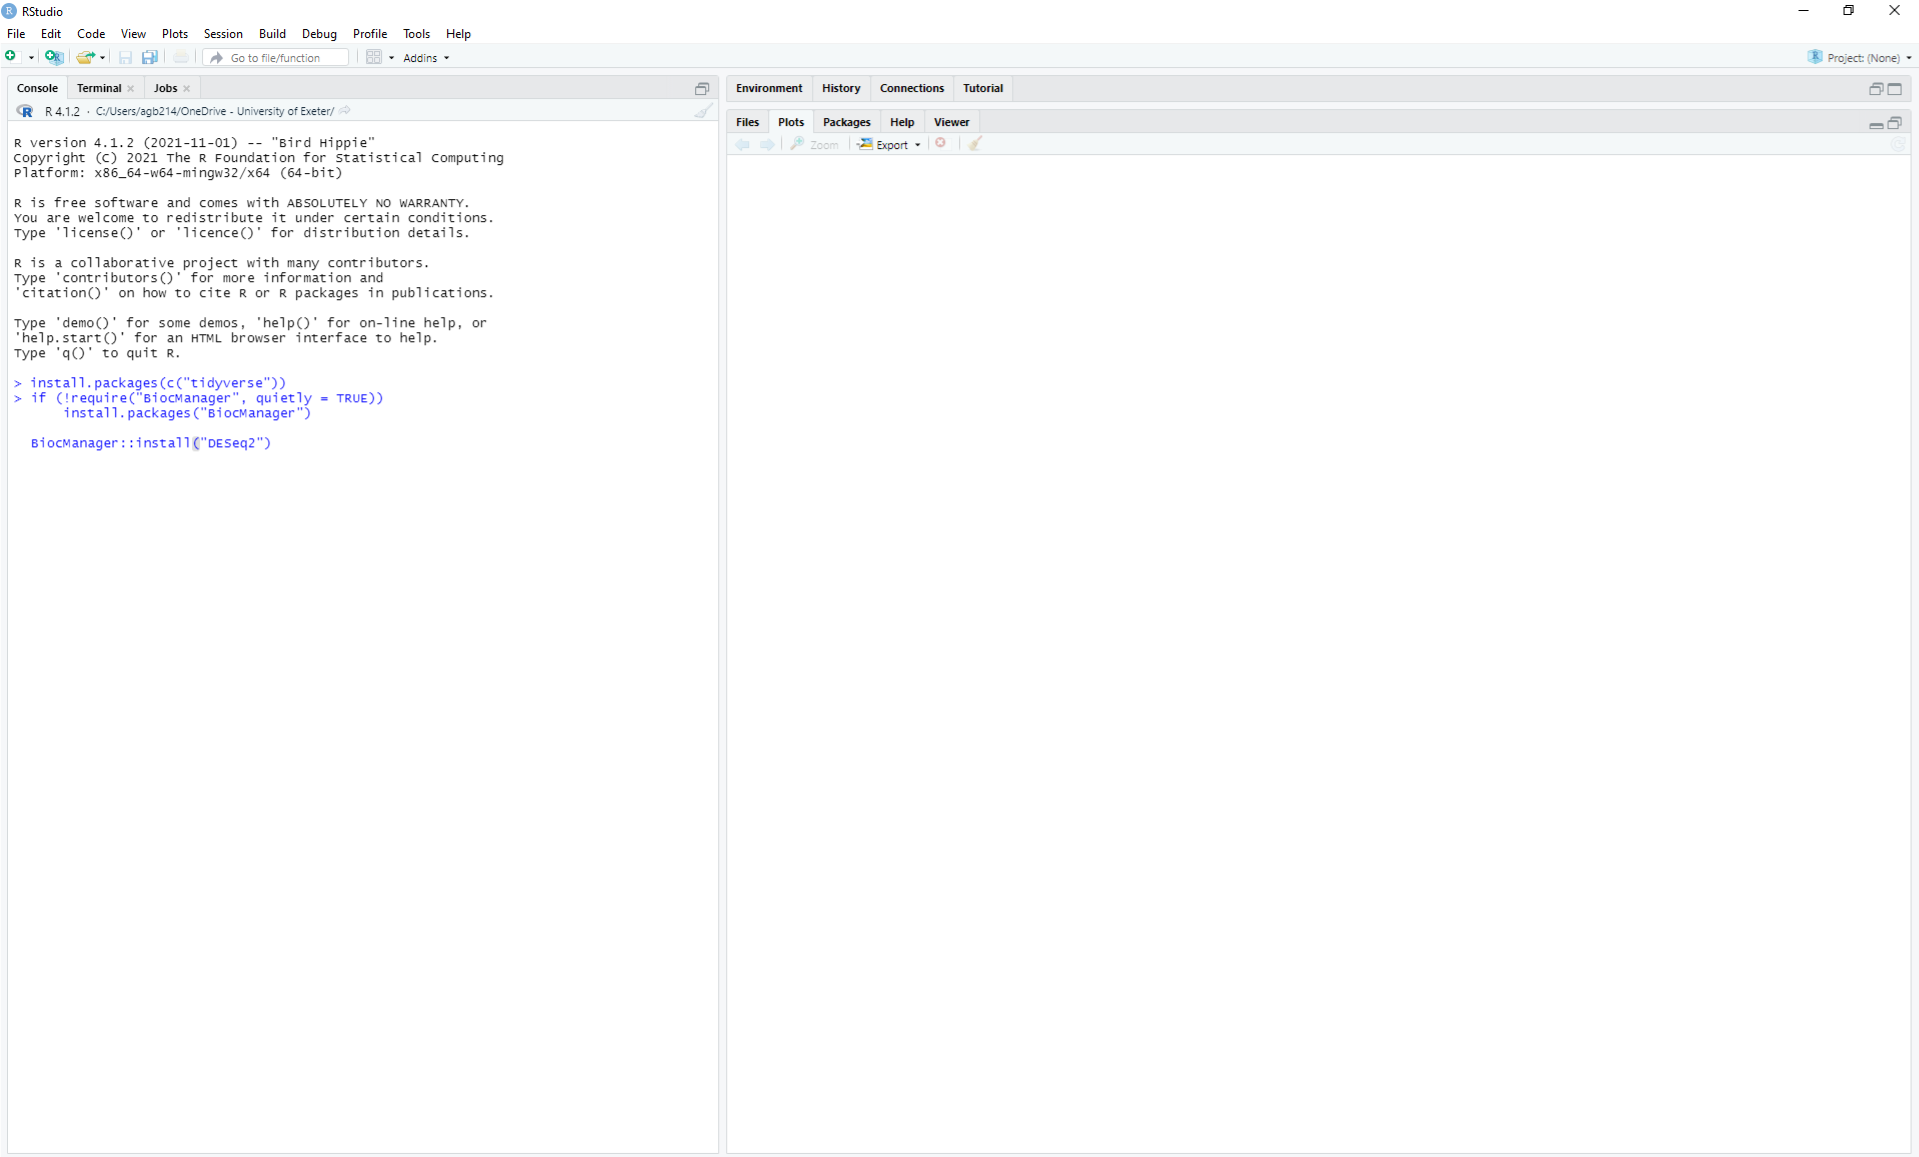 RStudio
File Edit Code View Plots Session Build Debug Profile Tools Help
Go to file/function Addins Project: (None)
Console Terminal Jobs
R 4.1.2 · C:/Users/agb214/OneDrive - University of Exeter/
R version 4.1.2 (2021-11-01) -- "Bird Hippie"
Copyright (C) 2021 The R Foundation for Statistical Computing
Platform: x86_64-w64-mingw32/x64 (64-bit)
R is free software and comes with ABSOLUTELY NO WARRANTY.
You are welcome to redistribute it under certain conditions.
Type 'license()' or 'licence()' for distribution details.
R is a collaborative project with many contributors.
Type 'contributors()' for more information and
'citation()' on how to cite R or R packages in publications.
Type 'demo()' for some demos, 'help()' for on-line help, or
'help.start()' for an HTML browser interface to help.
Type 'q()' to quit R.
> install.packages(c("tidyverse"))
> if (!require("BiocManager", quietly = TRUE))
install.packages("BiocManager")
BiocManager::install("DESeq2")
Environment History Connections Tutorial
Files Plots Packages Help Viewer
Zoom Export